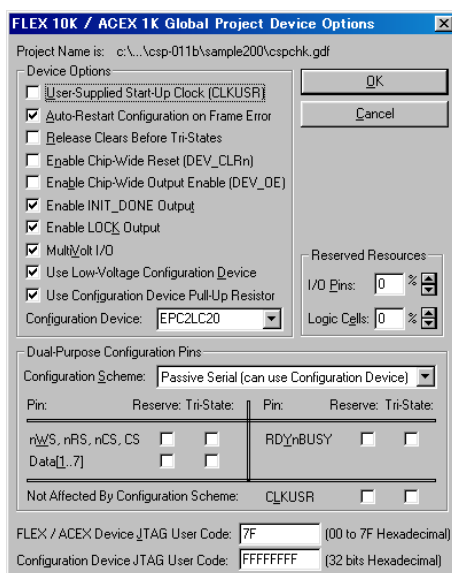 FLEX 10K / ACEX 1K Global Project Device Options
Project Name is: c:\...\csp-011b\sample200\cspchk.gdf
Device Options
User-Supplied Start-Up Clock (CLKUSR)
Auto-Restart Configuration on Frame Error
Release Clears Before Tri-States
Enable Chip-Wide Reset (DEV_CLRn)
Enable Chip-Wide Output Enable (DEV_OE)
Enable INIT_DONE Output
Enable LOCK Output
MultiVolt I/O
Use Low-Voltage Configuration Device
Use Configuration Device Pull-Up Resistor
Configuration Device: EPC2LC20
OK
Cancel
Reserved Resources
I/O Pins: 0 %
Logic Cells: 0 %
Dual-Purpose Configuration Pins
Configuration Scheme: Passive Serial (can use Configuration Device)
Pin: Reserve: Tri-State: Pin: Reserve: Tri-State:
nWS, nRS, nCS, CS RDYnBUSY
Data[1..7]
Not Affected By Configuration Scheme: CLKUSR
FLEX / ACEX Device JTAG User Code: 7F (00 to 7F Hexadecimal)
Configuration Device JTAG User Code: FFFFFFFF (32 bits Hexadecimal)